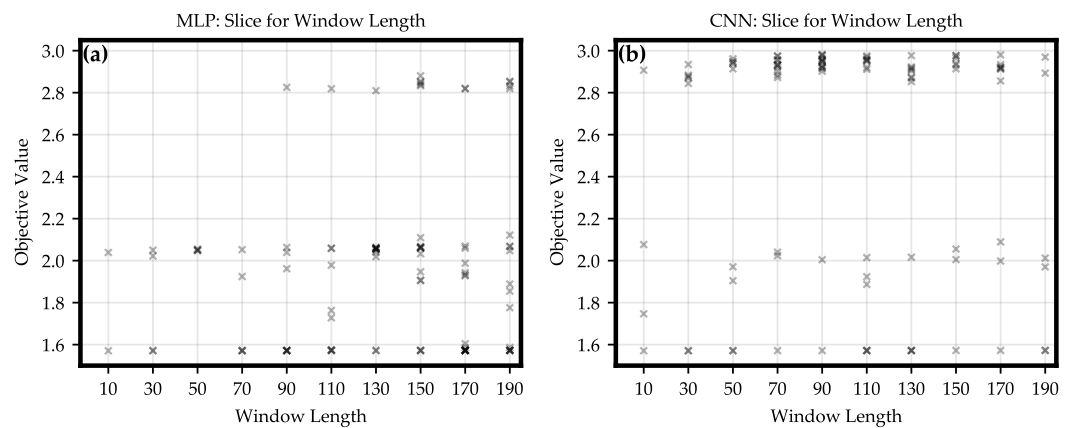 MLP: Slice for Window Length
(a)
3.0
2.8
2.6
2.4
2.2
2.0
1.8
1.6
Objective Value
10 30 50 70 90 110 130 150 170 190
Window Length
CNN: Slice for Window Length
(b)
3.0
2.8
2.6
2.4
2.2
2.0
1.8
1.6
Objective Value
10 30 50 70 90 110 130 150 170 190
Window Length